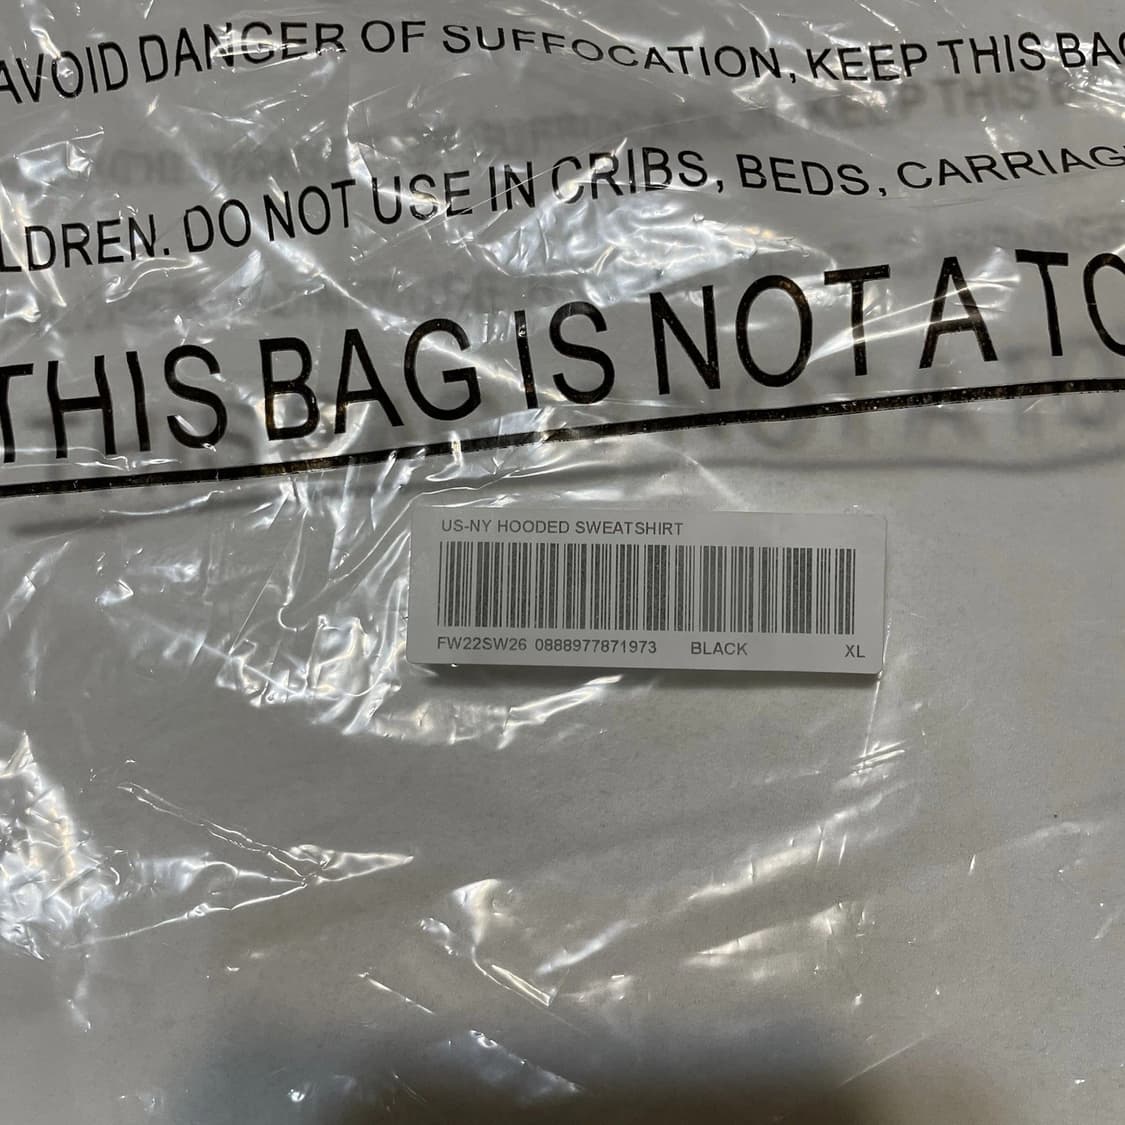 AVOID DANGER OF SUFFOCATION, KEEP THIS BAG
LDREN. DO NOT USE IN CRIBS, BEDS, CARRIAG
THIS BAG IS NOT A TO
US-NY HOODED SWEATSHIRT
FW22SW26 0888977871973 BLACK XL